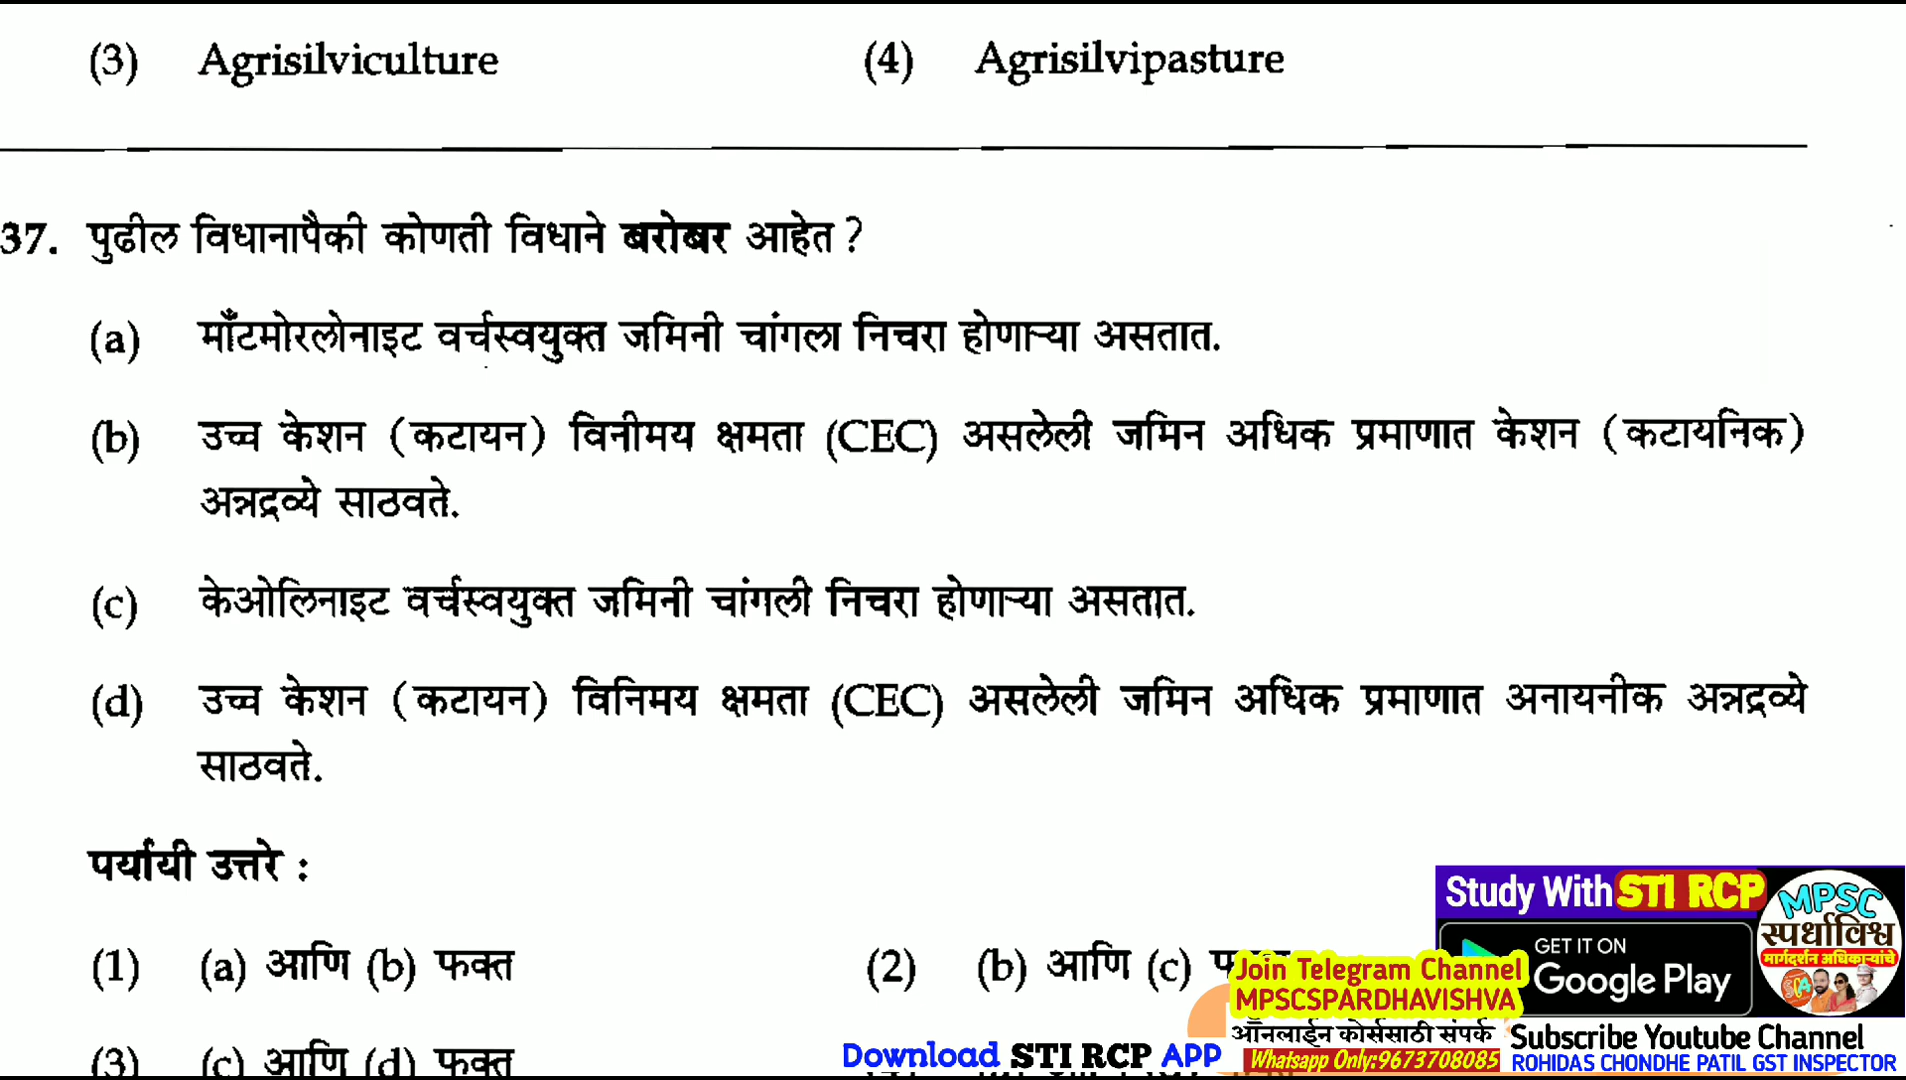 (3) Agrisilviculture (4) Agrisilvipasture
37. पुढील विधानापैकी कोणती विधाने बरोबर आहेत ?
(a) माँटमोरलोनाइट वर्चस्वयुक्त जमिनी चांगला निचरा होणाऱ्या असतात.
(b) उच्च केशन (कटायन) विनीमय क्षमता (CEC) असलेली जमिन अधिक प्रमाणात केशन (कटायनिक)
अन्नद्रव्ये साठवते.
(c) केओलिनाइट वर्चस्वयुक्त जमिनी चांगली निचरा होणाऱ्या असतात.
(d) उच्च केशन (कटायन) विनिमय क्षमता (CEC) असलेली जमिन अधिक प्रमाणात अनायनीक अन्नद्रव्ये
साठवते.
पर्यायी उत्तरे :
(1) (a) आणि (b) फक्त (2) (b) आणि (c)
(3) (c) आणि (d) फक्त
Study With STI RCP
GET IT ON
Google Play
MPSC
स्पर्धाविश्व
मार्गदर्शन अधिकाऱ्यांचे
Join Telegram Channel
MPSCSPARDHAVISHVA
ऑनलाईन कोर्ससाठी संपर्क
Whatsapp Only:9673708085
Download STI RCP APP
Subscribe Youtube Channel
ROHIDAS CHONDHE PATIL GST INSPECTOR